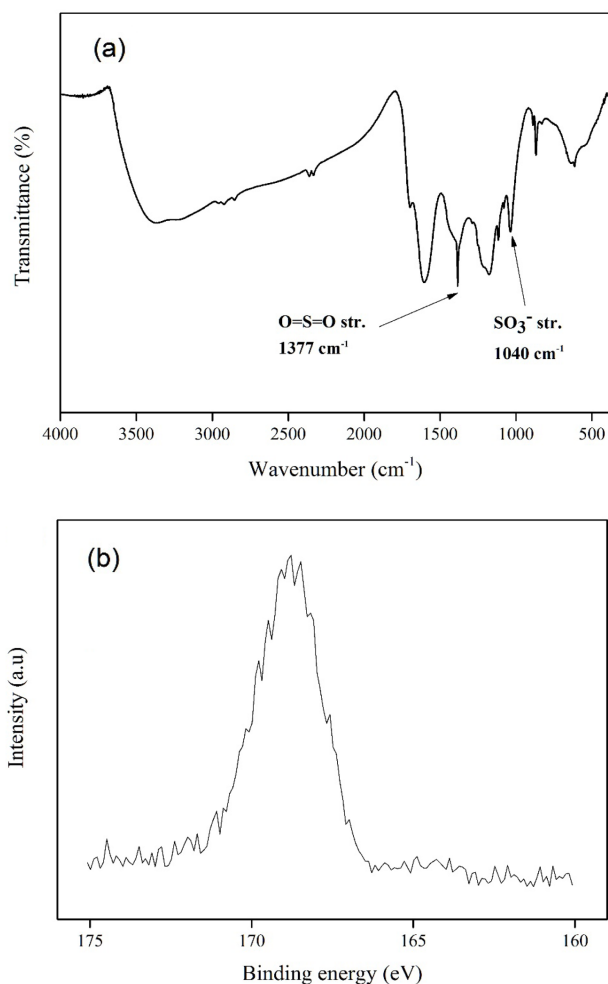 (a)
Transmittance (%)
O=S=O str.
1377 cm⁻¹
SO₃⁻ str.
1040 cm⁻¹
4000 3500 3000 2500 2000 1500 1000 500
Wavenumber (cm⁻¹)
(b)
Intensity (a.u)
175 170 165 160
Binding energy (eV)